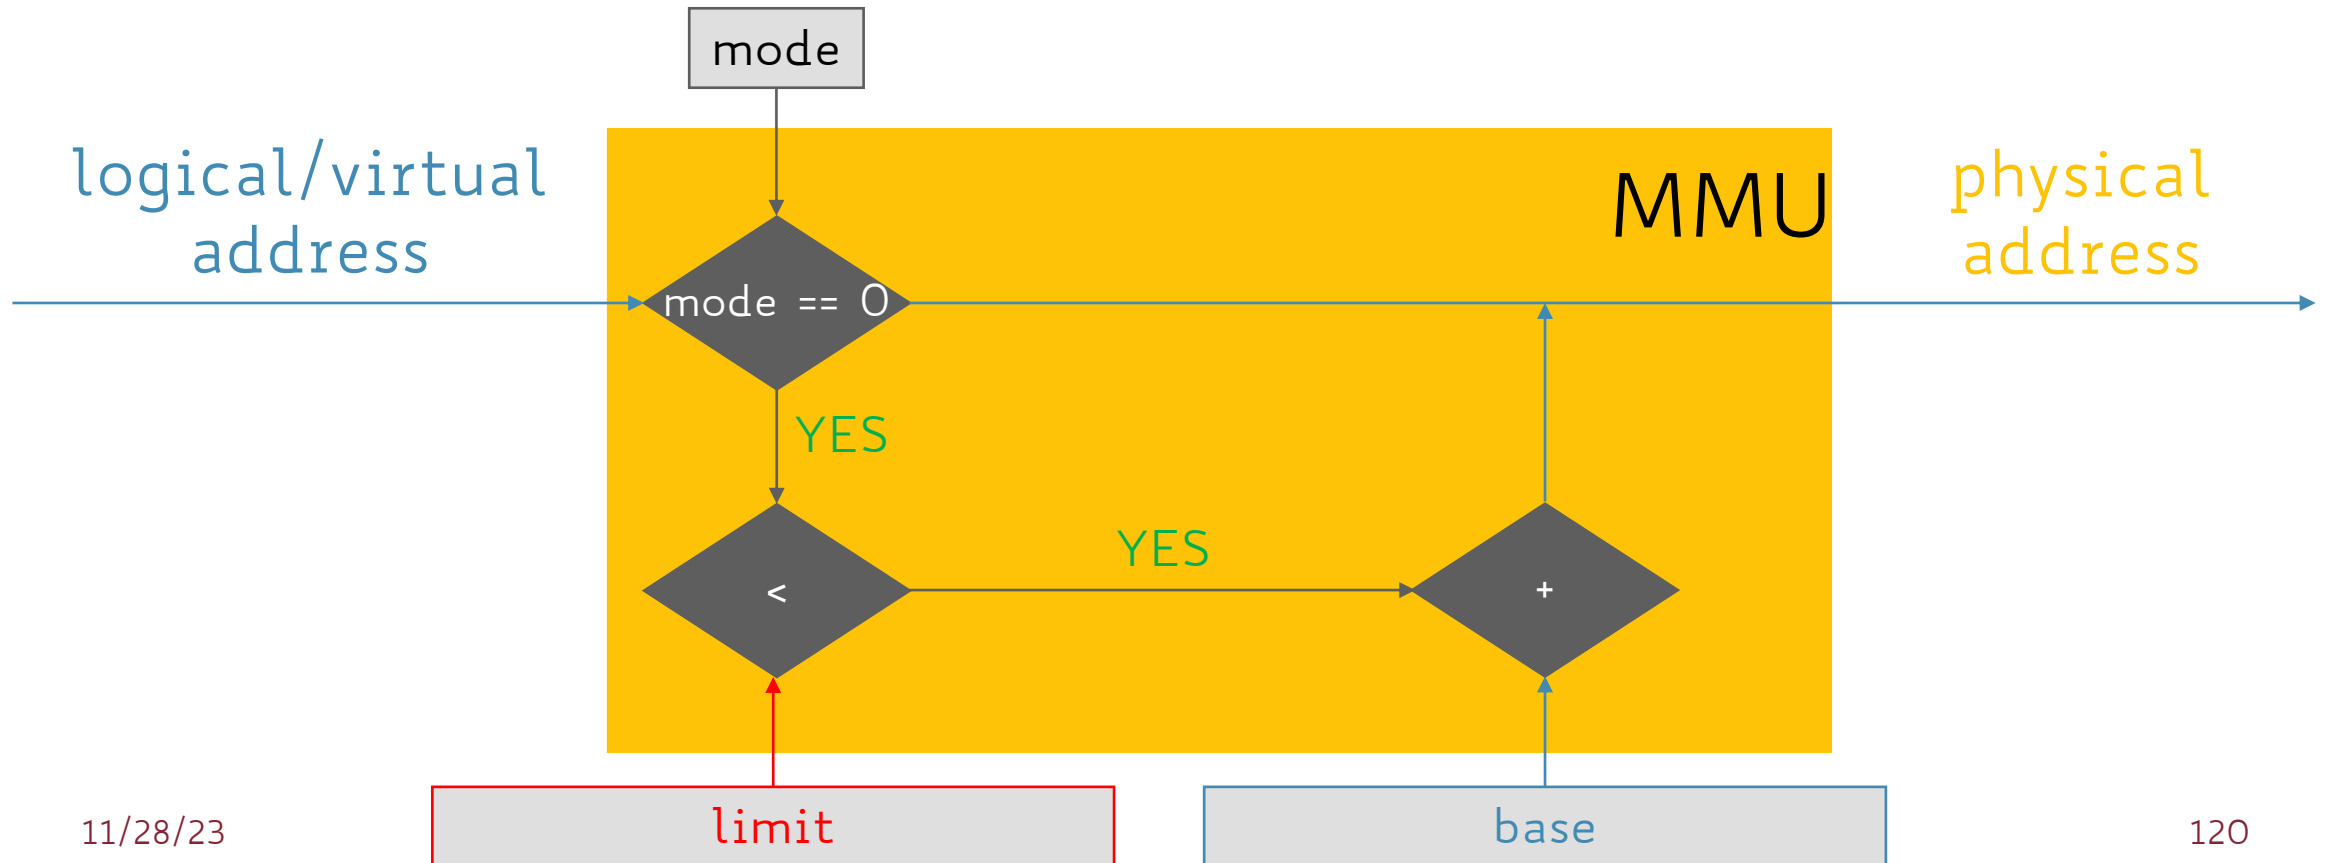 mode
logical/virtual
address
MMU
physical
address
mode == 0
YES
YES
<
+
limit
base
11/28/23
120